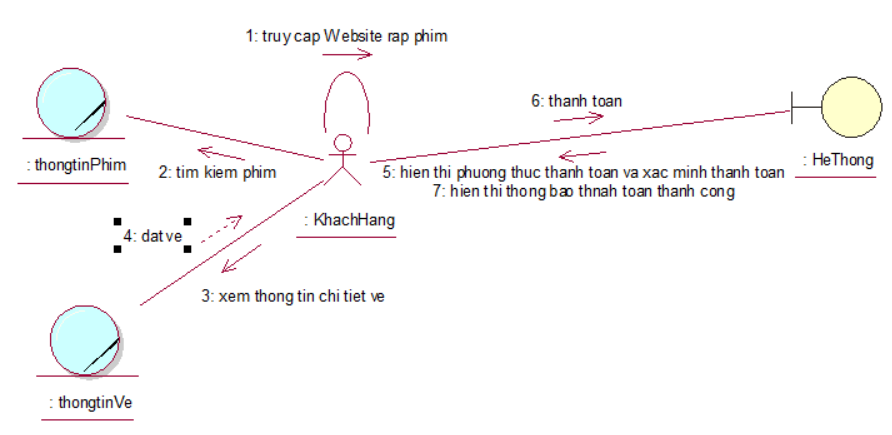 1: truy cap Website rap phim
6: thanh toan
: thongtinPhim
2: tim kiem phim
5: hien thi phuong thuc thanh toan va xac minh thanh toan
: HeThong
7: hien thi thong bao thnah toan thanh cong
: KhachHang
4: dat ve
3: xem thong tin chi tiet ve
: thongtinVe